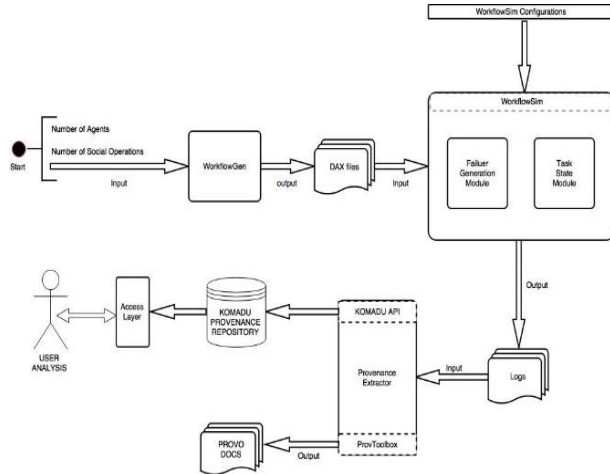 WorkflowSim Configurations
WorkflowSim
Number of Agents
Number of Social Operations
Start
Input
WorkflowGen
output
DAX files
Input
Failuer
Generation
Module
Task
State
Module
Output
Access
Layer
KOMADU
PROVENANCE
REPOSITORY
KOMADU API
USER
ANALYSIS
Provenance
Extractor
Input
Logs
ProvToolbox
Output
PROVO
DOCS